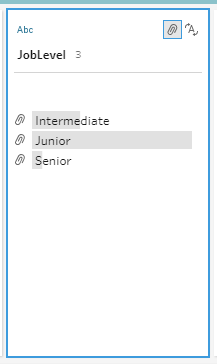 Abc
JobLevel 3
Intermediate
Junior
Senior